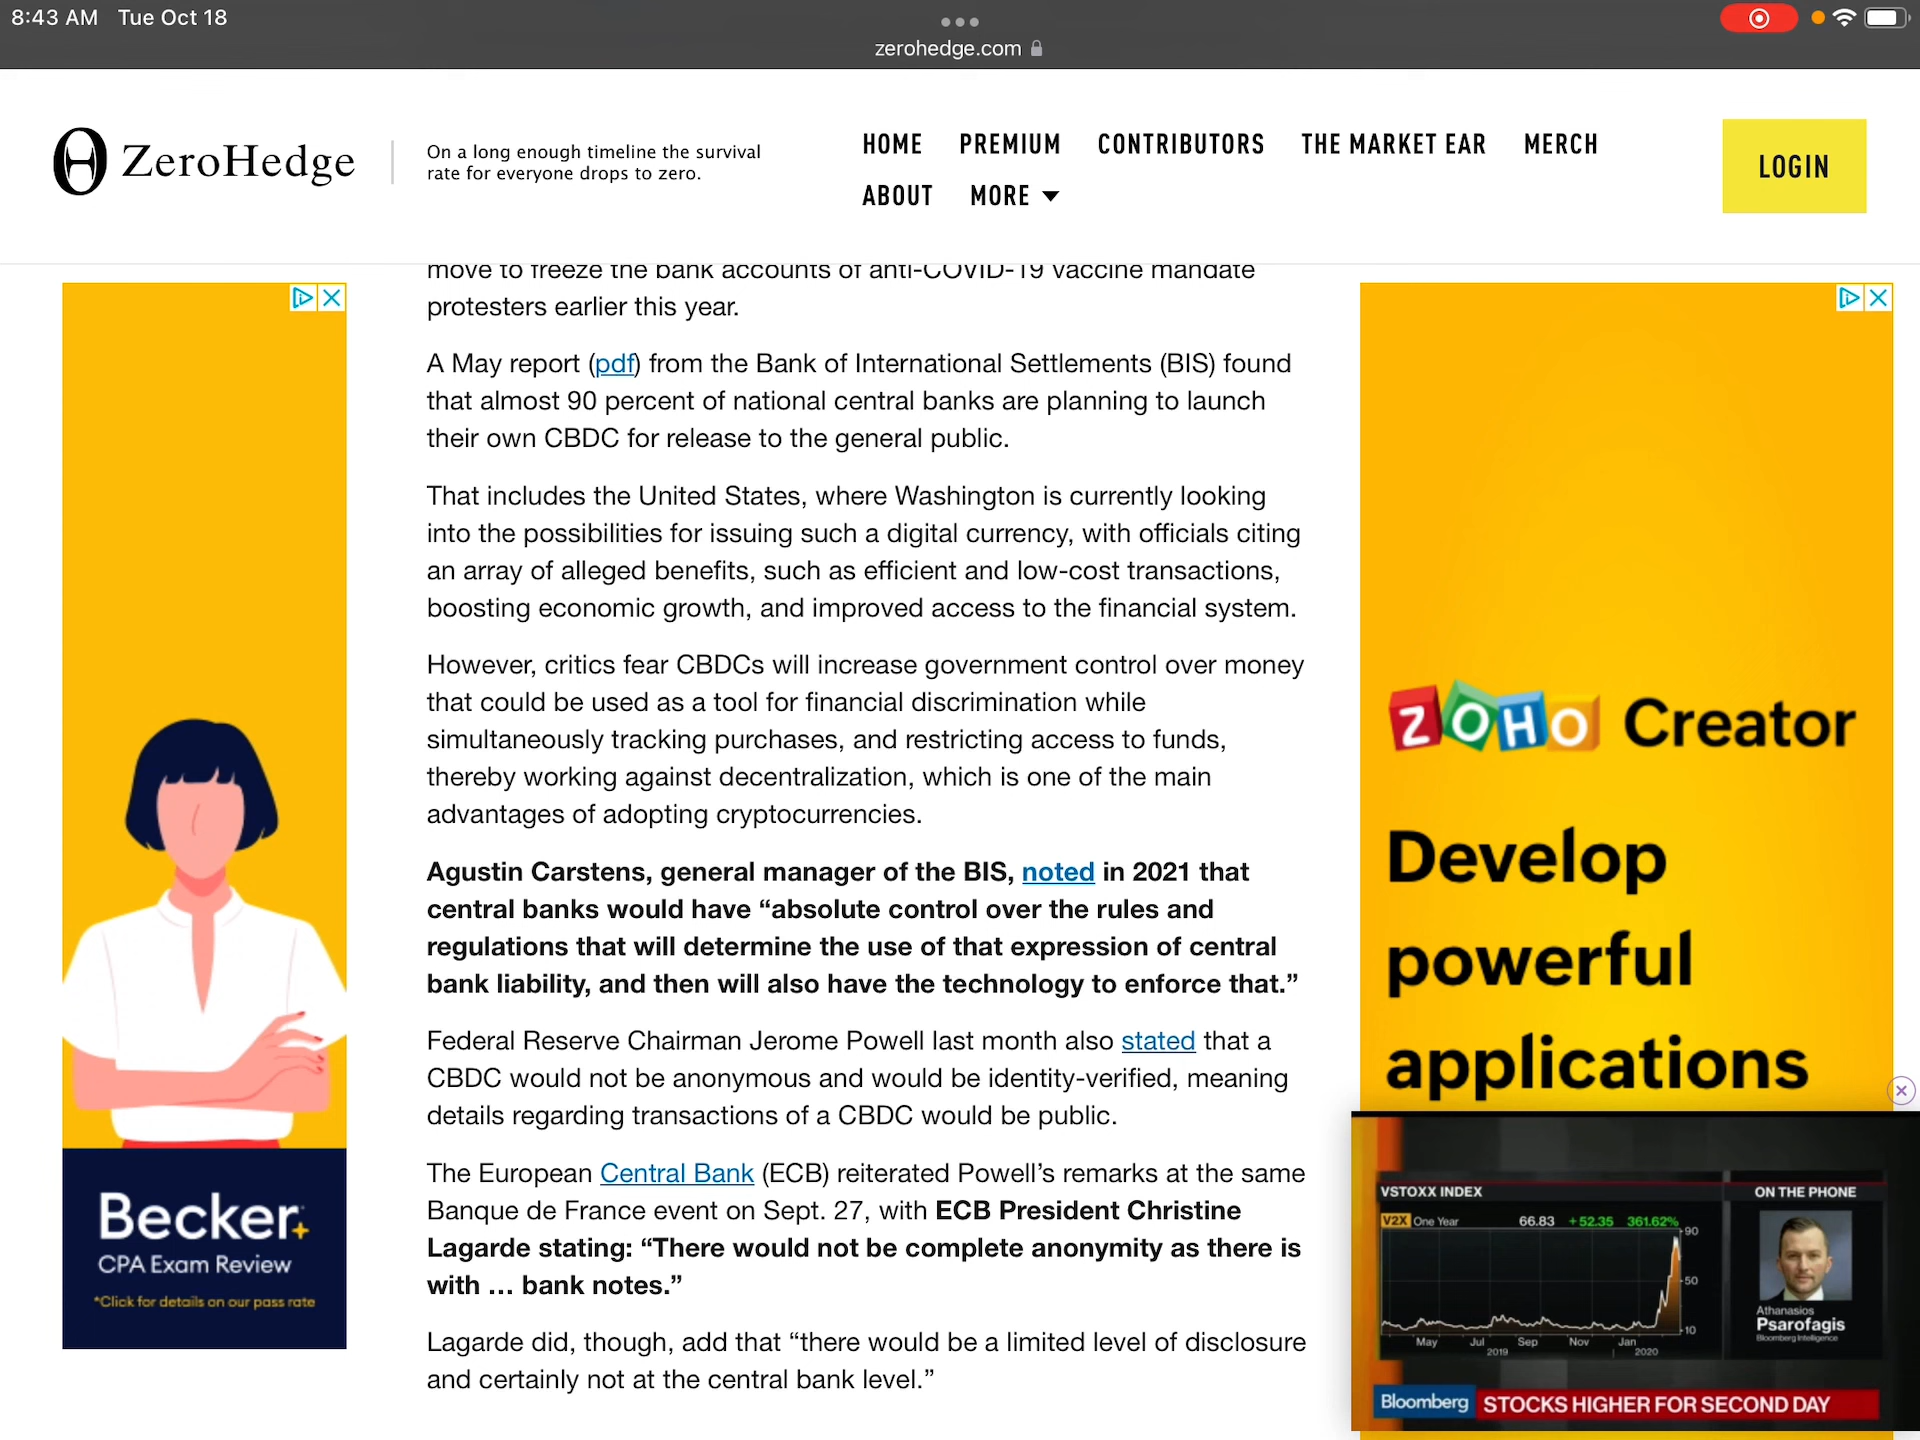 8:43 AM Tue Oct 18
zerohedge.com
ZeroHedge
On a long enough timeline the survival
rate for everyone drops to zero.
HOME PREMIUM CONTRIBUTORS THE MARKET EAR MERCH
ABOUT MORE
LOGIN
move to freeze the bank accounts of anti-COVID-19 vaccine mandate
protesters earlier this year.
A May report (pdf) from the Bank of International Settlements (BIS) found
that almost 90 percent of national central banks are planning to launch
their own CBDC for release to the general public.
That includes the United States, where Washington is currently looking
into the possibilities for issuing such a digital currency, with officials citing
an array of alleged benefits, such as efficient and low-cost transactions,
boosting economic growth, and improved access to the financial system.
However, critics fear CBDCs will increase government control over money
that could be used as a tool for financial discrimination while
simultaneously tracking purchases, and restricting access to funds,
thereby working against decentralization, which is one of the main
advantages of adopting cryptocurrencies.
Agustin Carstens, general manager of the BIS, noted in 2021 that
central banks would have “absolute control over the rules and
regulations that will determine the use of that expression of central
bank liability, and then will also have the technology to enforce that.”
Federal Reserve Chairman Jerome Powell last month also stated that a
CBDC would not be anonymous and would be identity-verified, meaning
details regarding transactions of a CBDC would be public.
The European Central Bank (ECB) reiterated Powell’s remarks at the same
Banque de France event on Sept. 27, with ECB President Christine
Lagarde stating: “There would not be complete anonymity as there is
with … bank notes.”
Lagarde did, though, add that “there would be a limited level of disclosure
and certainly not at the central bank level.”
Becker+
CPA Exam Review
*Click for details on our pass rate
ZOHO Creator
Develop
powerful
applications
VSTOXX INDEX
V2X One Year 66.83 +52.35 361.62%
90
50
10
May Jul Sep Nov Jan
2019 2020
ON THE PHONE
Athanasios
Psarofagis
Bloomberg Intelligence
Bloomberg STOCKS HIGHER FOR SECOND DAY